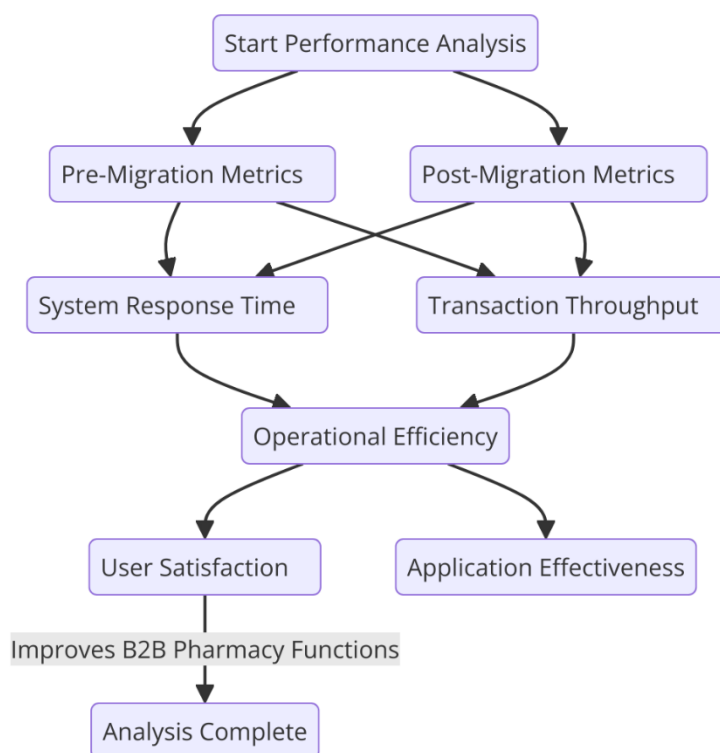 Start Performance Analysis
Pre-Migration Metrics
Post-Migration Metrics
System Response Time
Transaction Throughput
Operational Efficiency
User Satisfaction
Application Effectiveness
Improves B2B Pharmacy Functions
Analysis Complete